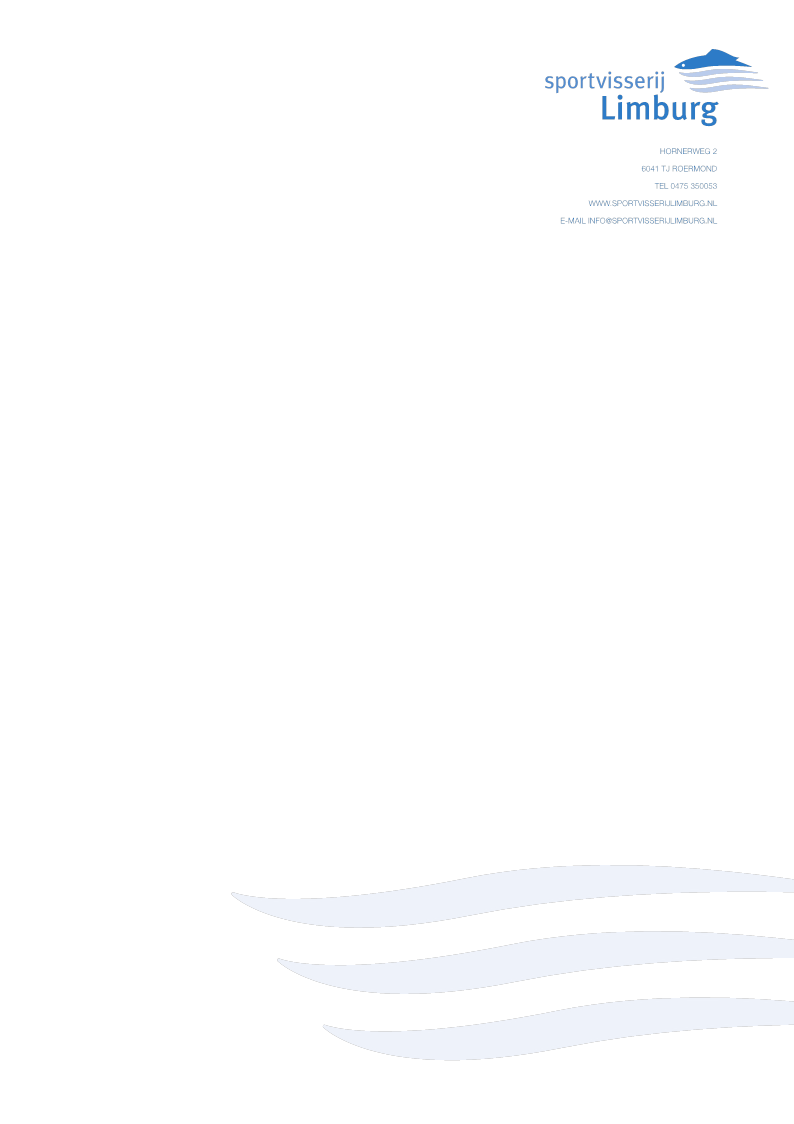 sportvisserij
Limburg
HORNERWEG 2
6041 TJ ROERMOND
TEL 0475 350053
WWW.SPORTVISSERIJLIMBURG.NL
E-MAIL INFO@SPORTVISSERIJLIMBURG.NL